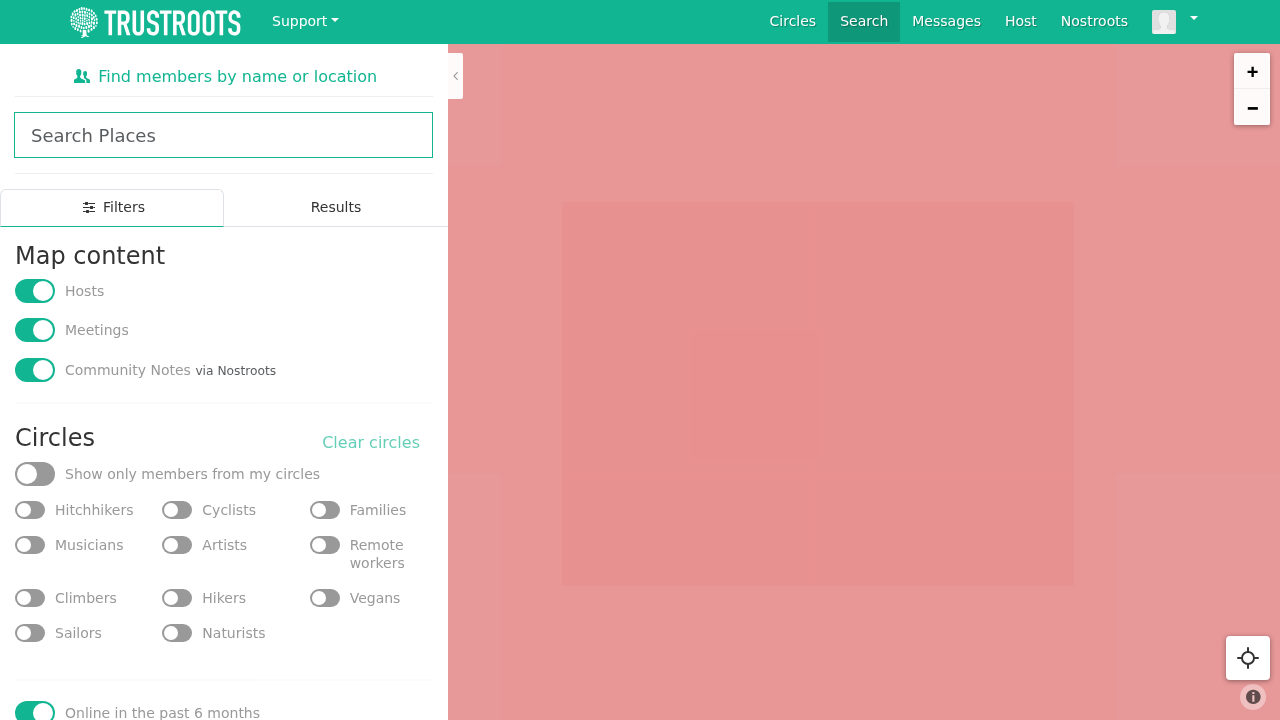 TRUSTROOTS
Support
Circles
Search
Messages
Host
Nostroots
Find members by name or location
Search Places
Filters
Results
Map content
Hosts
Meetings
Community Notes via Nostroots
Circles
Clear circles
Show only members from my circles
Hitchhikers
Cyclists
Families
Musicians
Artists
Remote
workers
Climbers
Hikers
Vegans
Sailors
Naturists
Online in the past 6 months
+
−